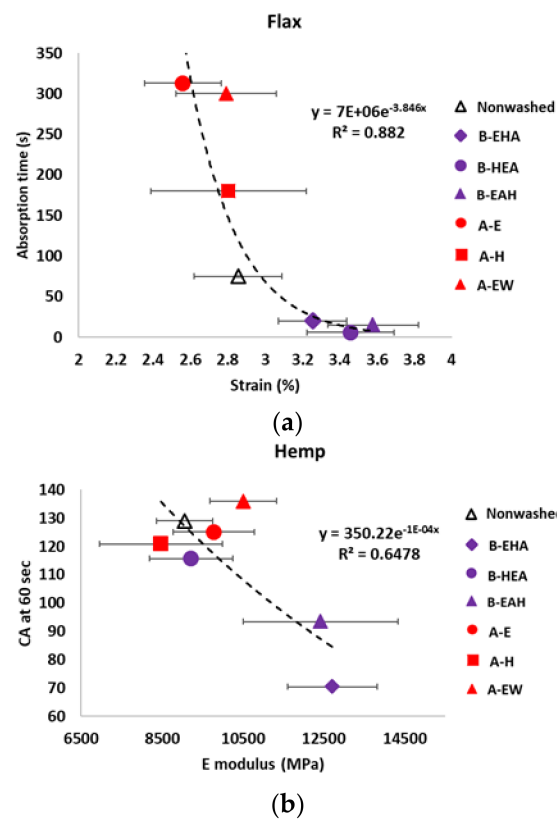 Flax
350
300
250
200
150
100
50
0
Absorption time (s)
2
2.2
2.4
2.6
2.8
3
3.2
3.4
3.6
3.8
4
Strain (%)
y = 7E+06e^-3.846x
R² = 0.882
Nonwashed
B-EHA
B-HEA
B-EAH
A-E
A-H
A-EW
(a)
Hemp
140
130
120
110
100
90
80
70
60
CA at 60 sec
6500
8500
10500
12500
14500
E modulus (MPa)
y = 350.22e^-1E-04x
R² = 0.6478
Nonwashed
B-EHA
B-HEA
B-EAH
A-E
A-H
A-EW
(b)